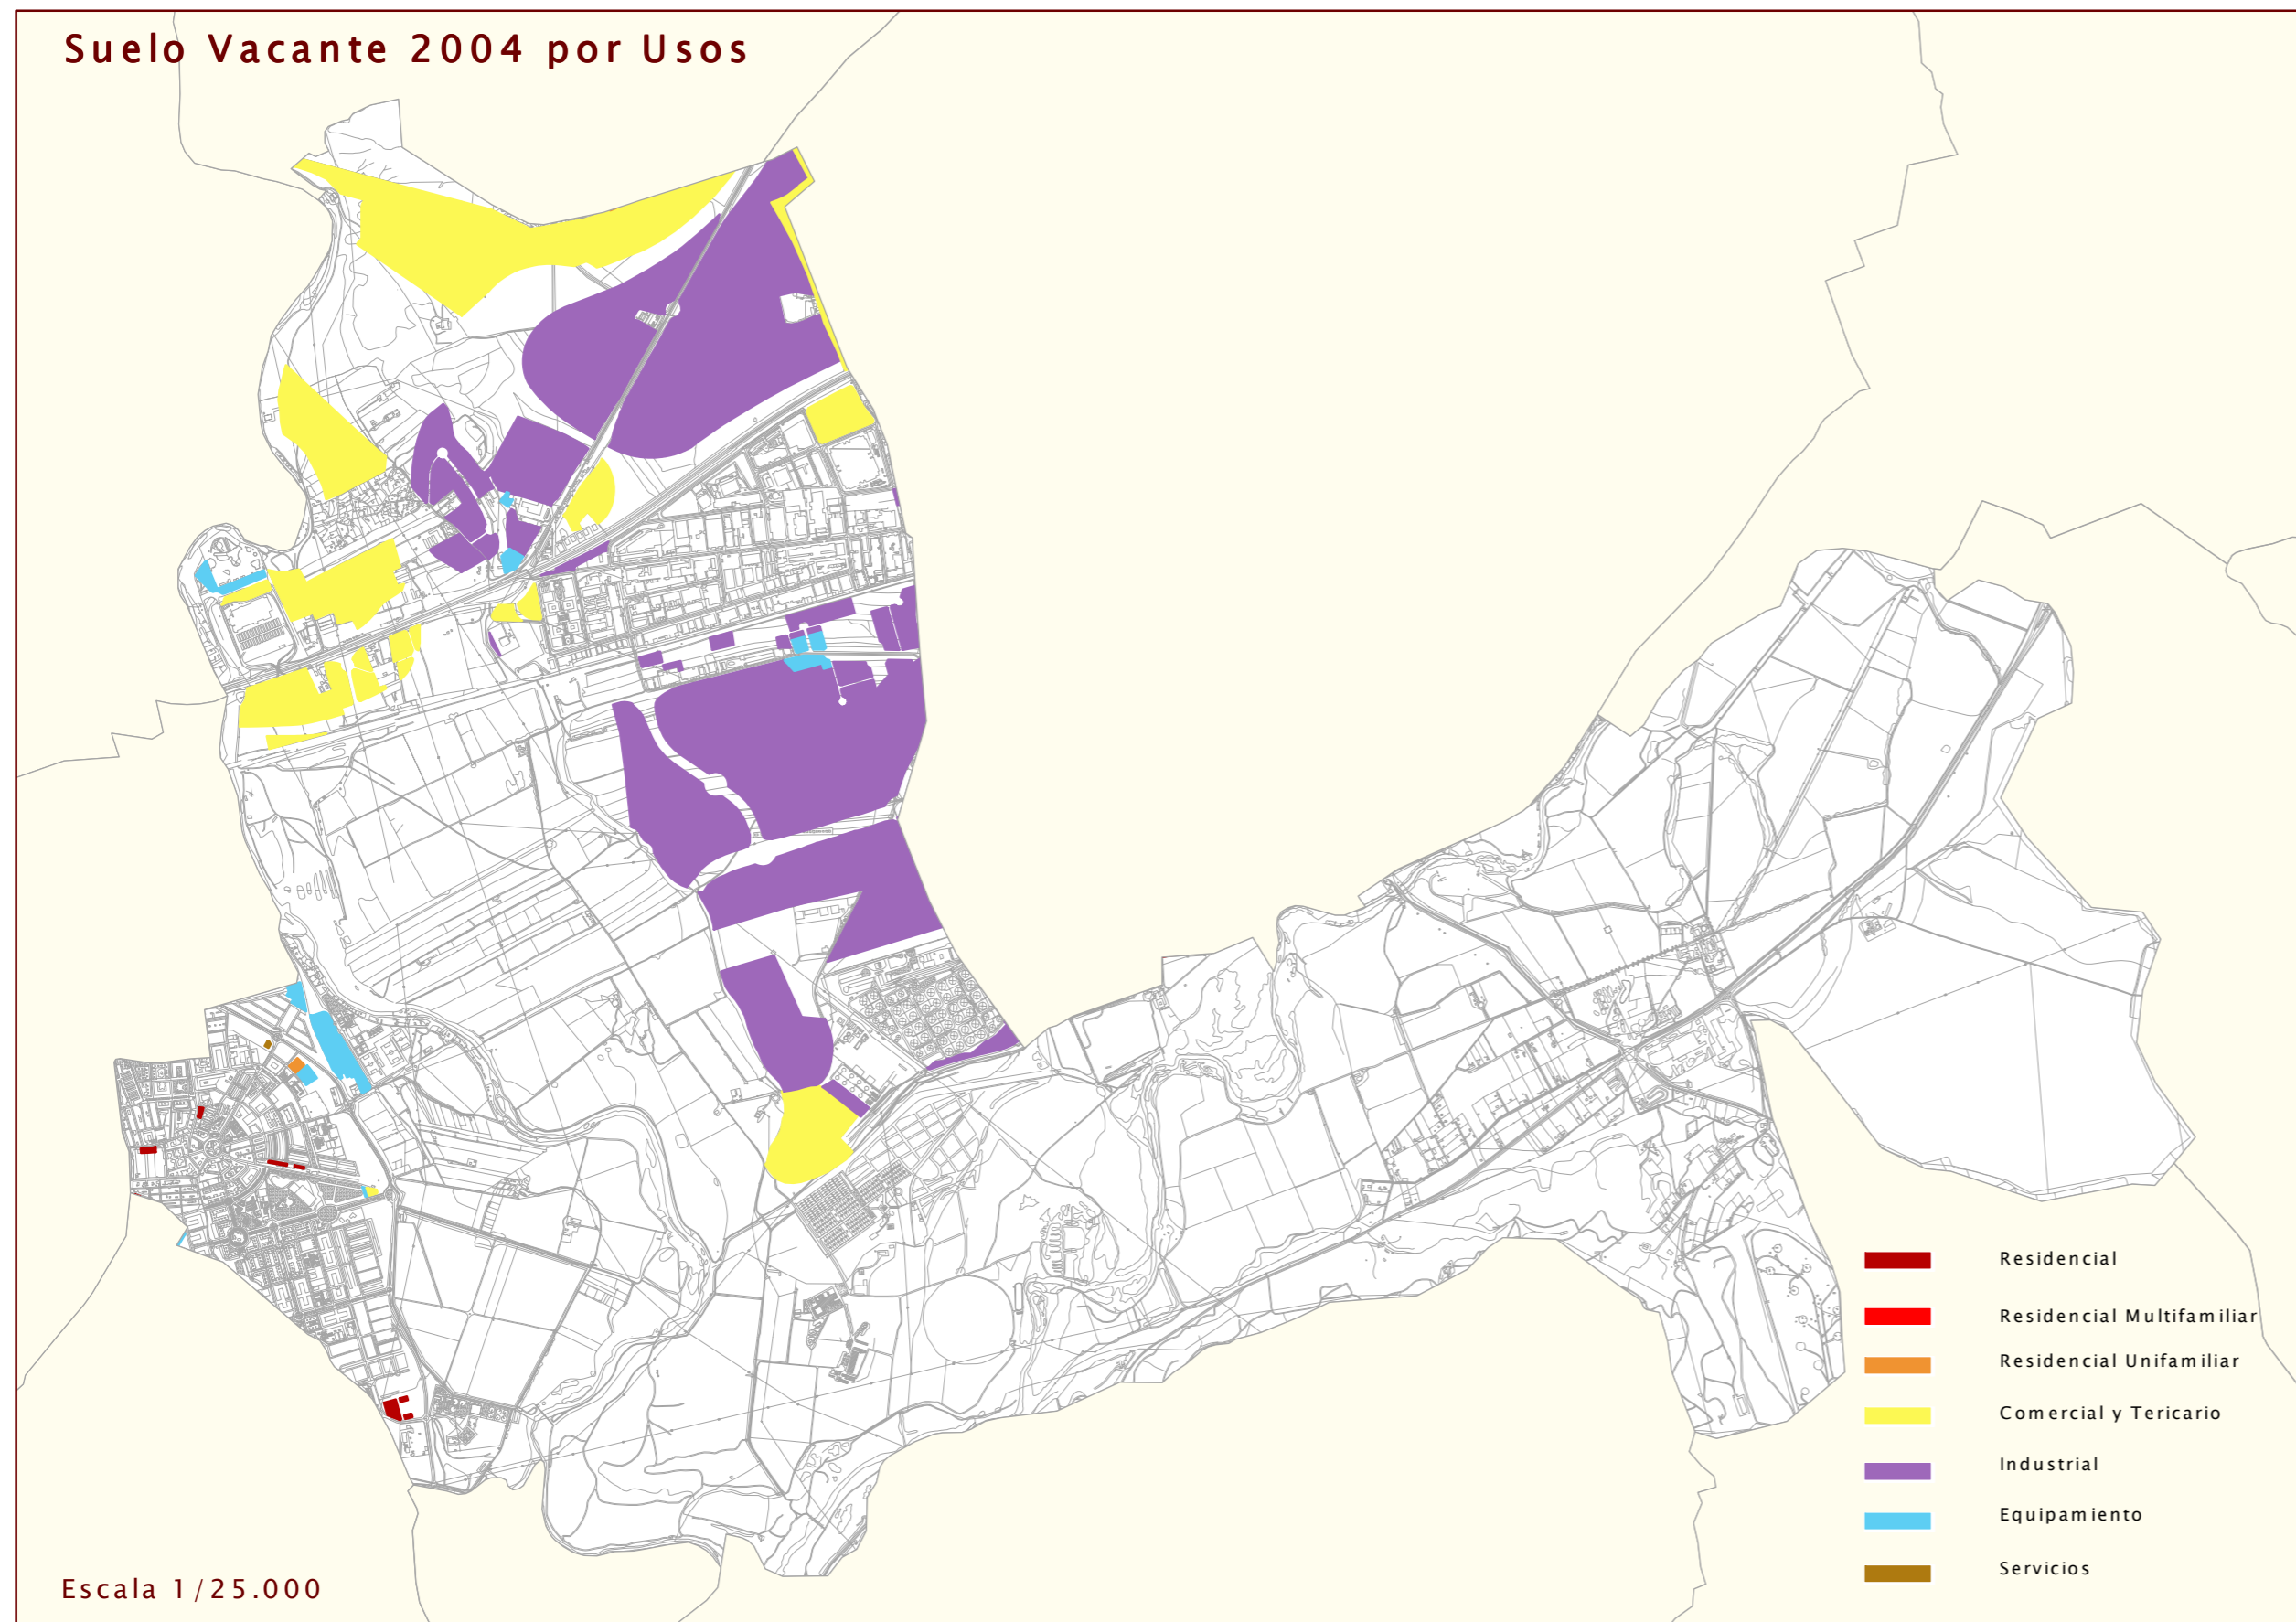 Suelo Vacante 2004 por Usos
Residencial
Residencial Multifamiliar
Residencial Unifamiliar
Comercial y Tericario
Industrial
Equipamiento
Servicios
Escala 1/25.000